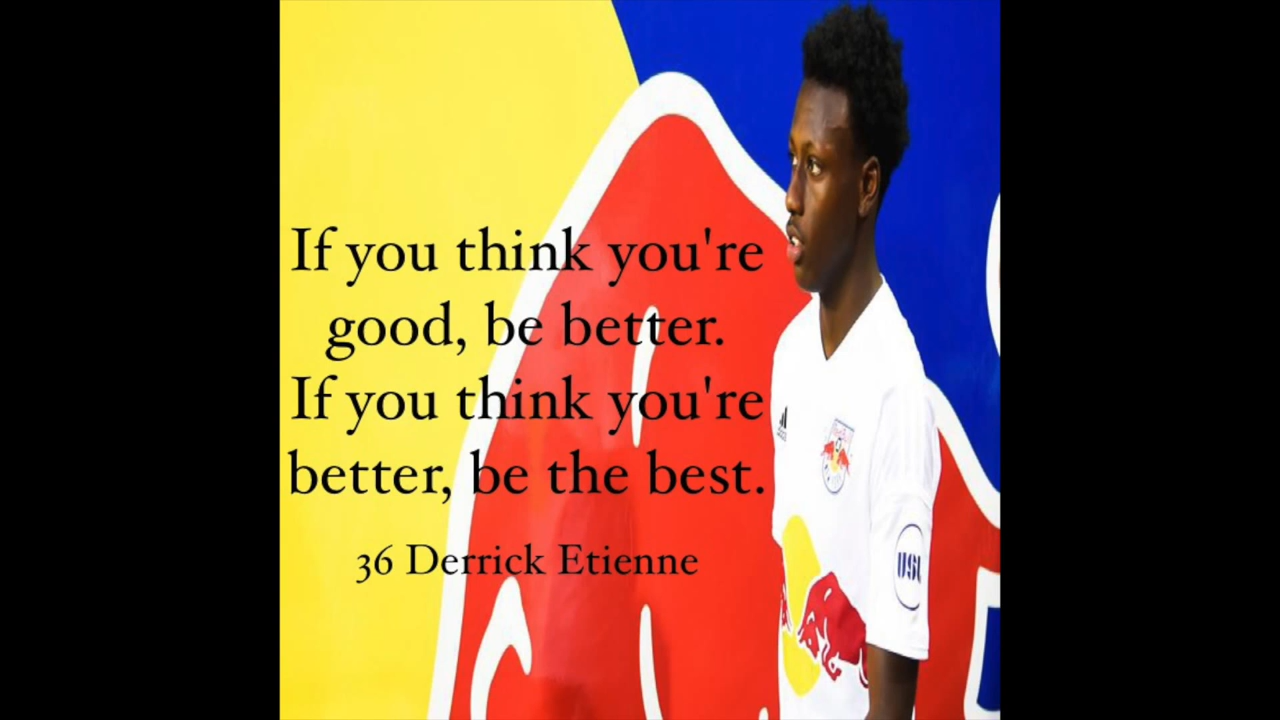 If you think you're
good, be better.
If you think you're
better, be the best.
36 Derrick Etienne
USL